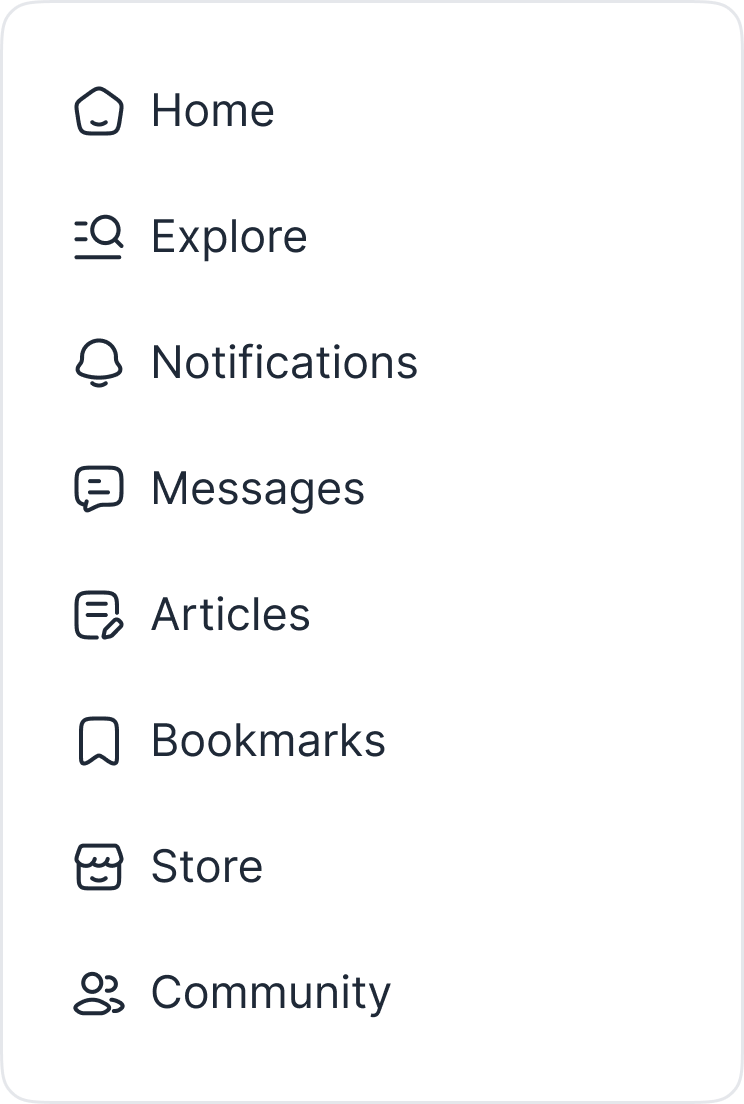 Home
Explore
Notifications
Messages
Articles
Bookmarks
Store
Community